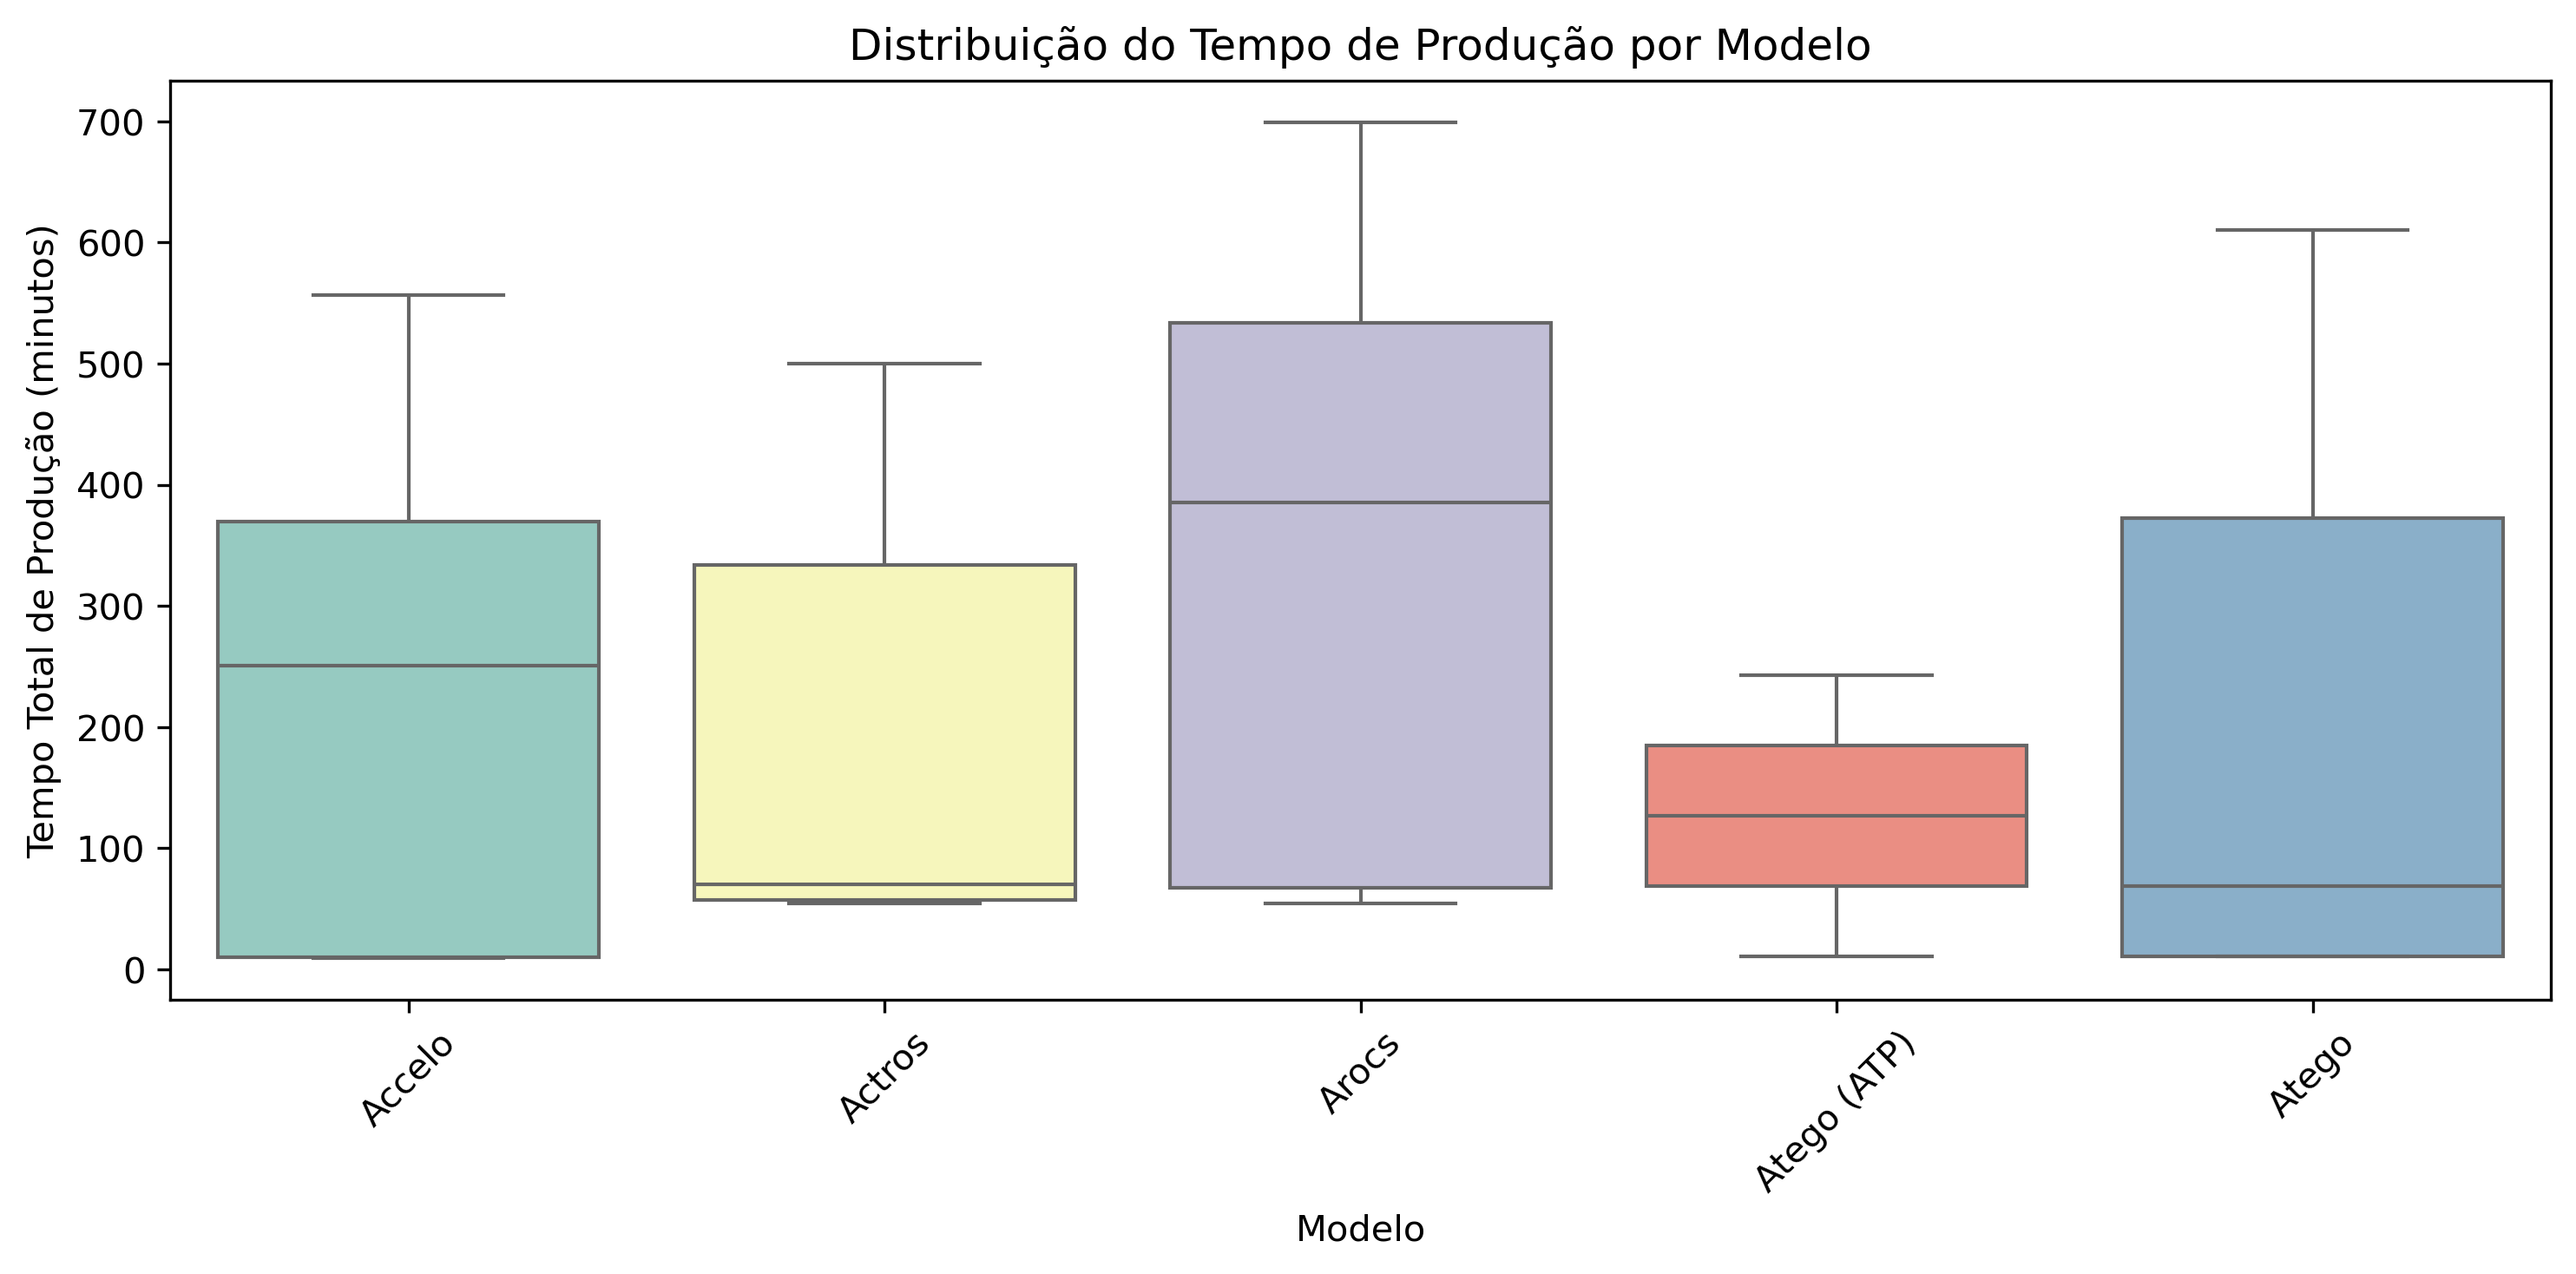 Distribuição do Tempo de Produção por Modelo
Tempo Total de Produção (minutos)
700
600
500
400
300
200
100
0
Accelo
Actros
Arocs
Atego (ATP)
Atego
Modelo